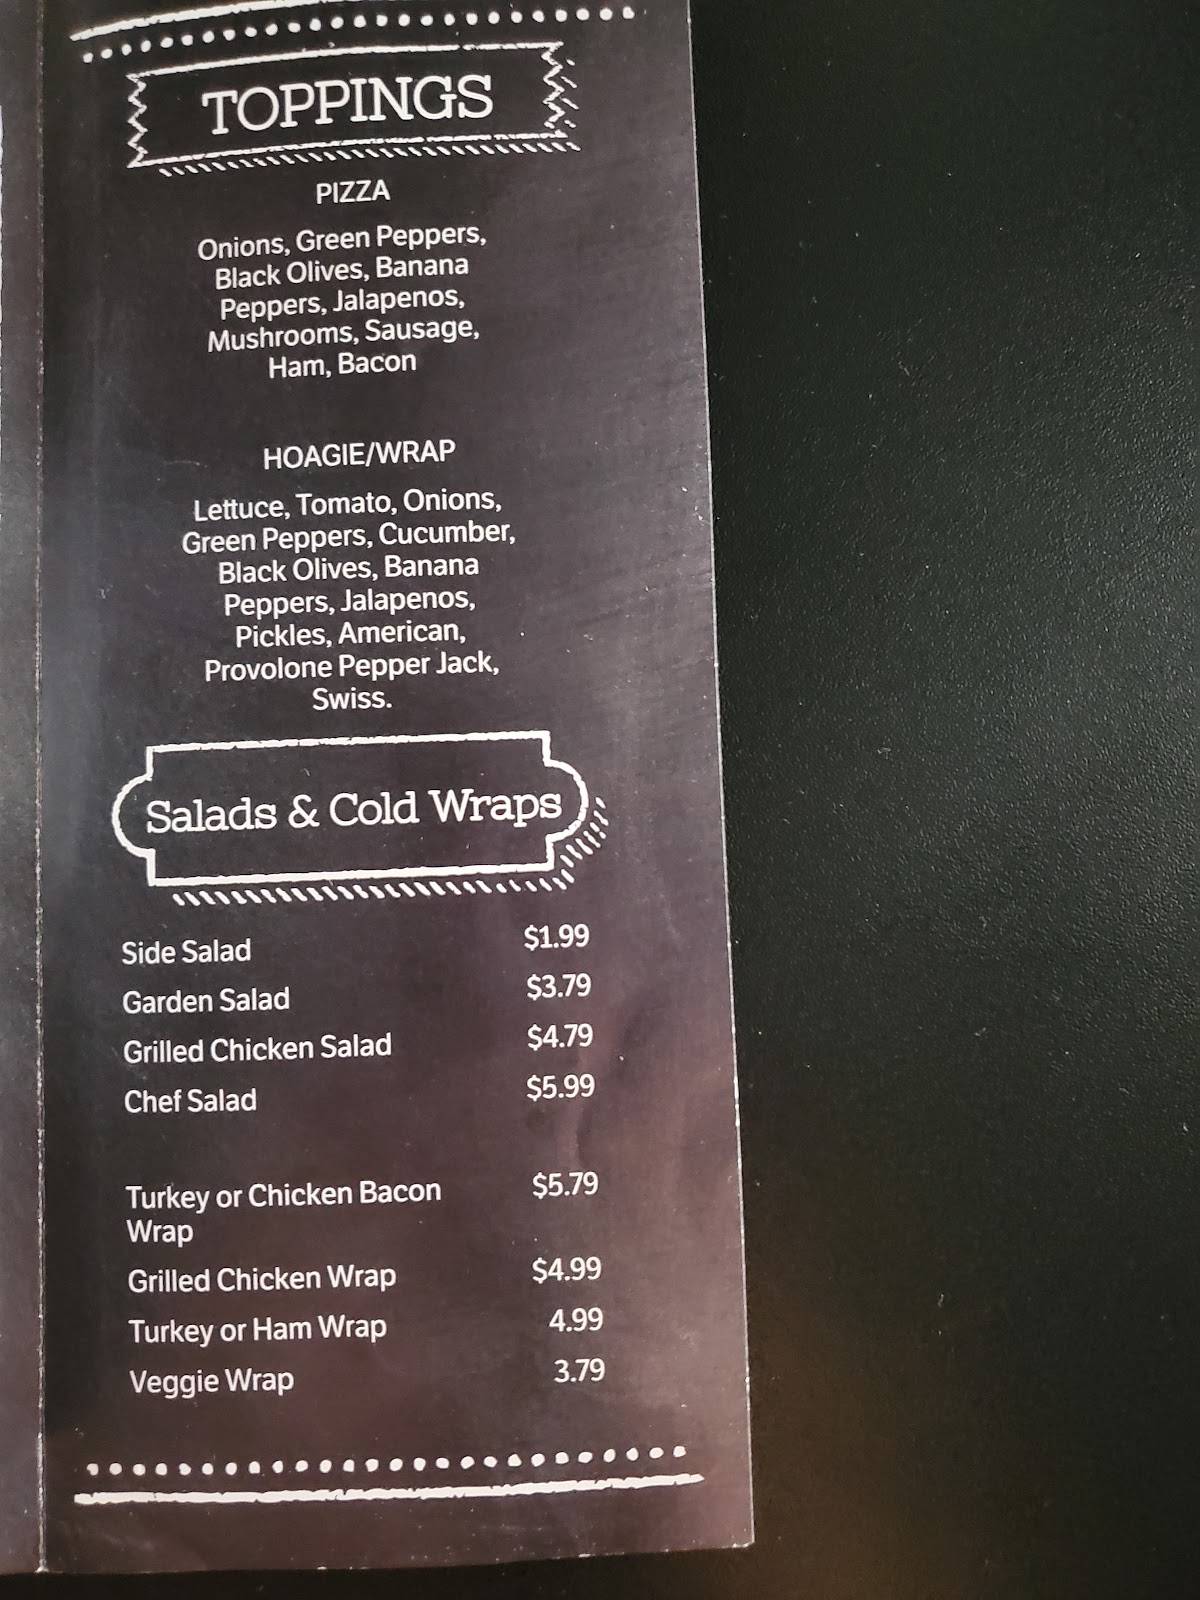 TOPPINGS
PIZZA
Onions, Green Peppers,
Black Olives, Banana
Peppers, Jalapenos,
Mushrooms, Sausage,
Ham, Bacon
HOAGIE/WRAP
Lettuce, Tomato, Onions,
Green Peppers, Cucumber,
Black Olives, Banana
Peppers, Jalapenos,
Pickles, American,
Provolone Pepper Jack,
Swiss.
Salads & Cold Wraps
Side Salad $1.99
Garden Salad $3.79
Grilled Chicken Salad $4.79
Chef Salad $5.99
Turkey or Chicken Bacon $5.79
Wrap
Grilled Chicken Wrap $4.99
Turkey or Ham Wrap 4.99
Veggie Wrap 3.79